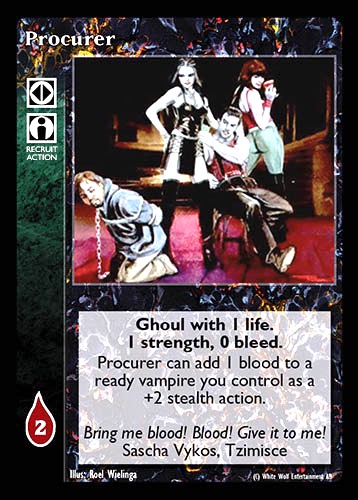 Procurer
RECRUIT
ACTION
Ghoul with 1 life.
1 strength, 0 bleed.
Procurer can add 1 blood to a
ready vampire you control as a
+2 stealth action.
Bring me blood! Blood! Give it to me!
Sascha Vykos, Tzimisce
2
Illus: Roel Wielinga
(C) White Wolf Entertainment AB